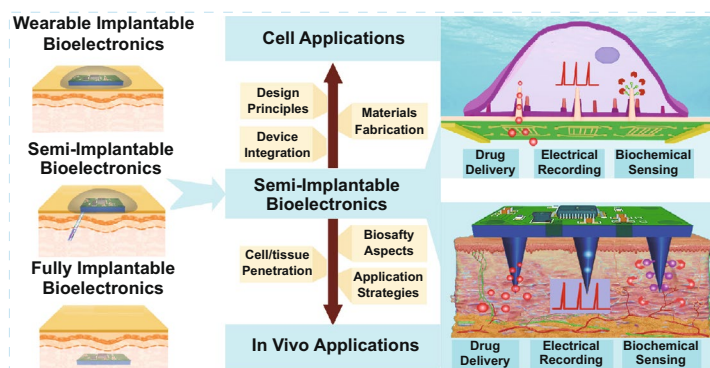 Wearable Implantable
Bioelectronics
Semi-Implantable
Bioelectronics
Fully Implantable
Bioelectronics
Cell Applications
Design
Principles
Materials
Fabrication
Device
Integration
Semi-Implantable
Bioelectronics
Biosafty
Aspects
Cell/tissue
Penetration
Application
Strategies
In Vivo Applications
Drug
Delivery
Electrical
Recording
Biochemical
Sensing
Drug
Delivery
Electrical
Recording
Biochemical
Sensing